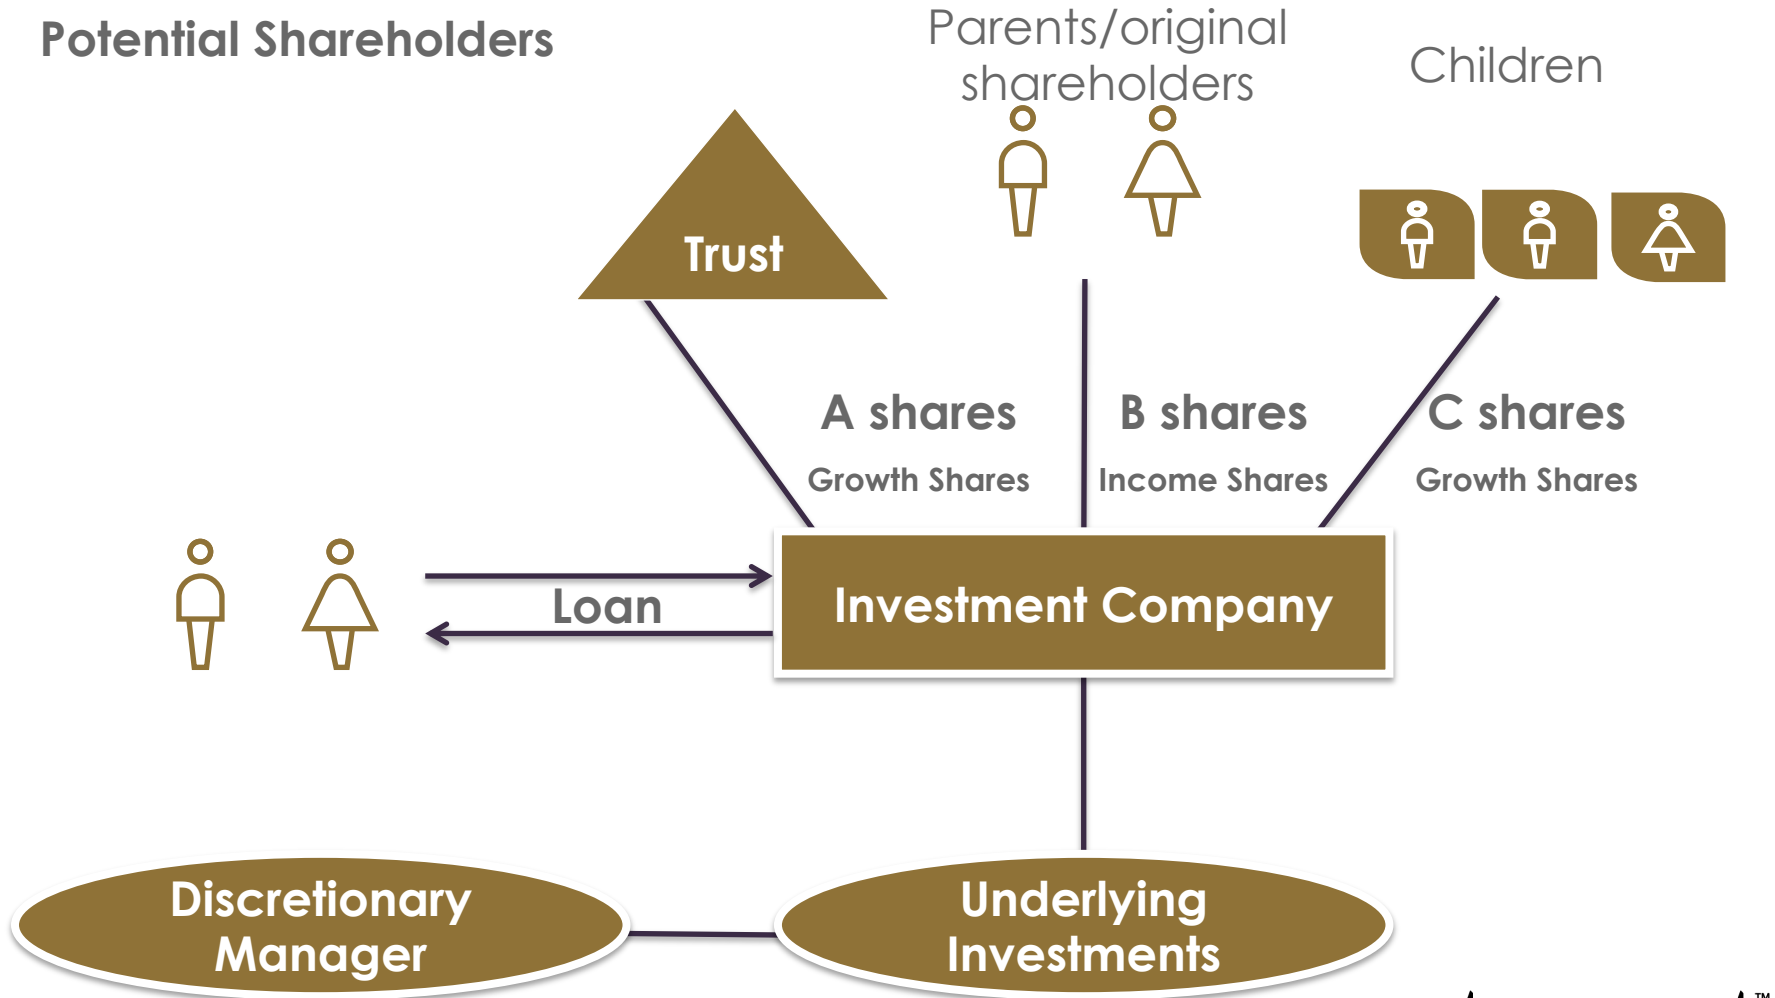 Potential Shareholders
Parents/original
shareholders
Children
Trust
A shares
B shares
C shares
Growth Shares
Income Shares
Growth Shares
Loan
Investment Company
Discretionary
Manager
Underlying
Investments
™